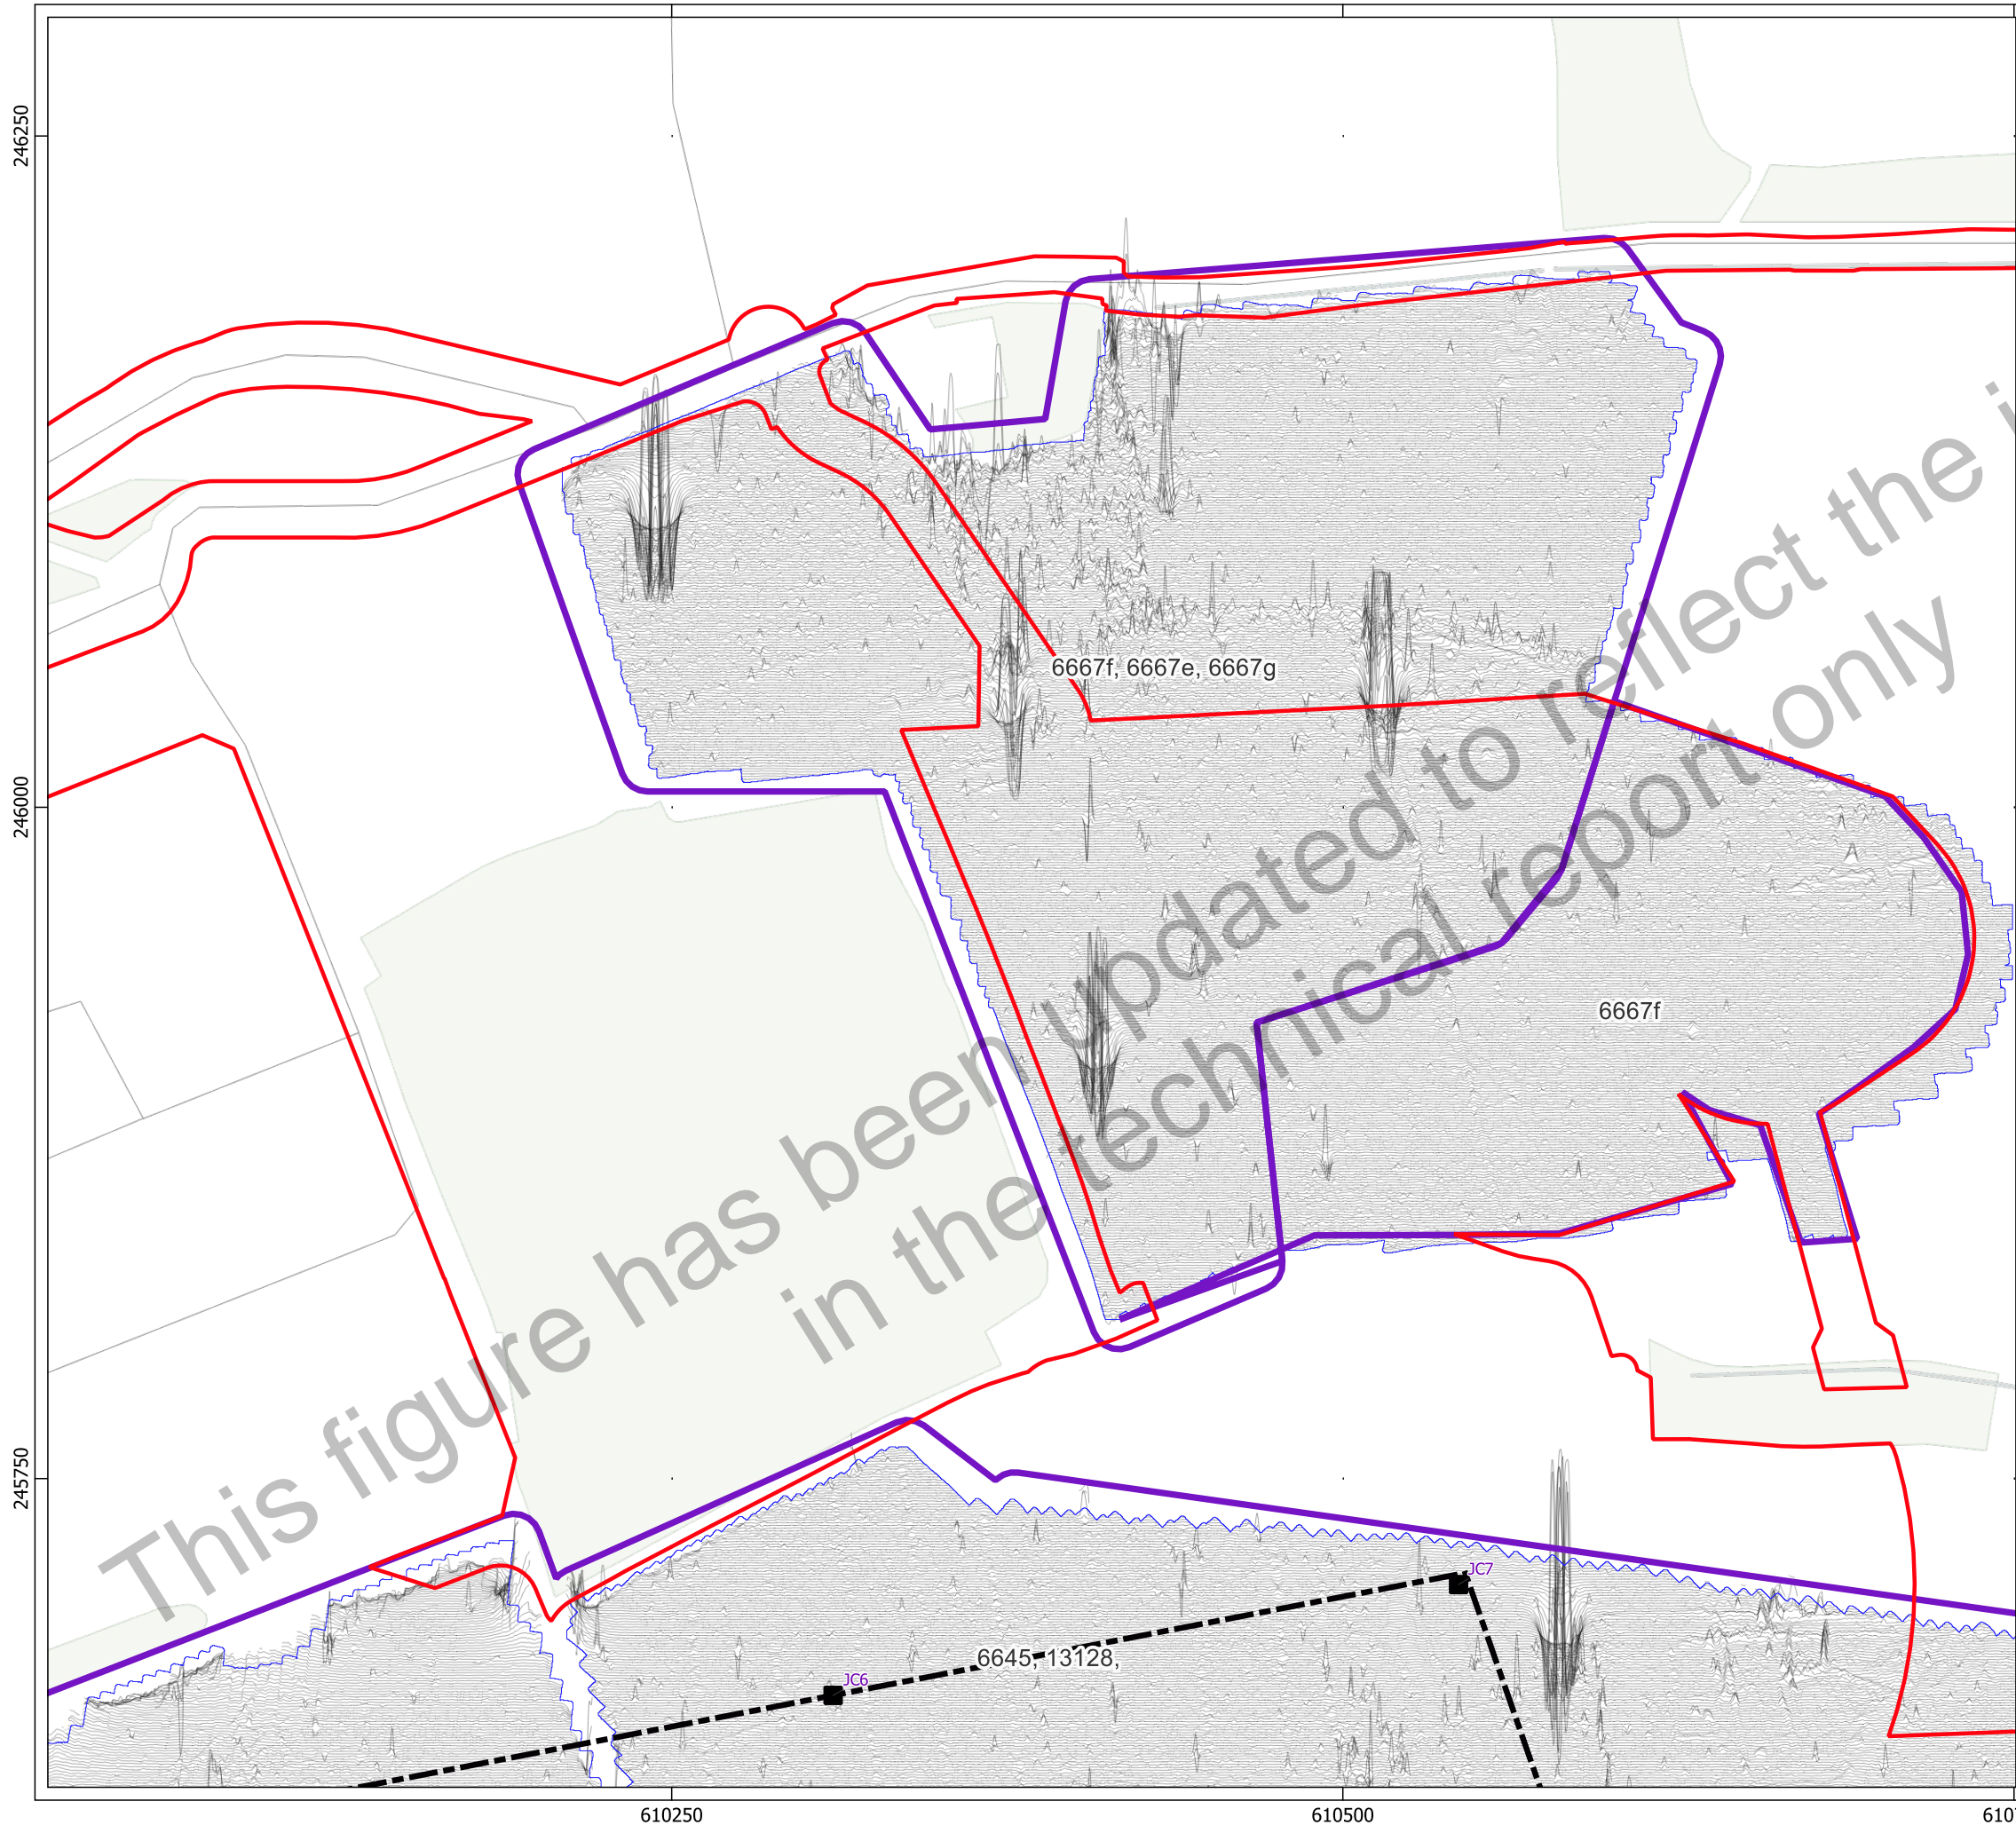 246250
6667f, 6667e, 6667g
246000
6667f
This figure has been updated to reflect the i
in the technical report only
245750
JC7
6645, 13128,
JC6
610250
610500
610